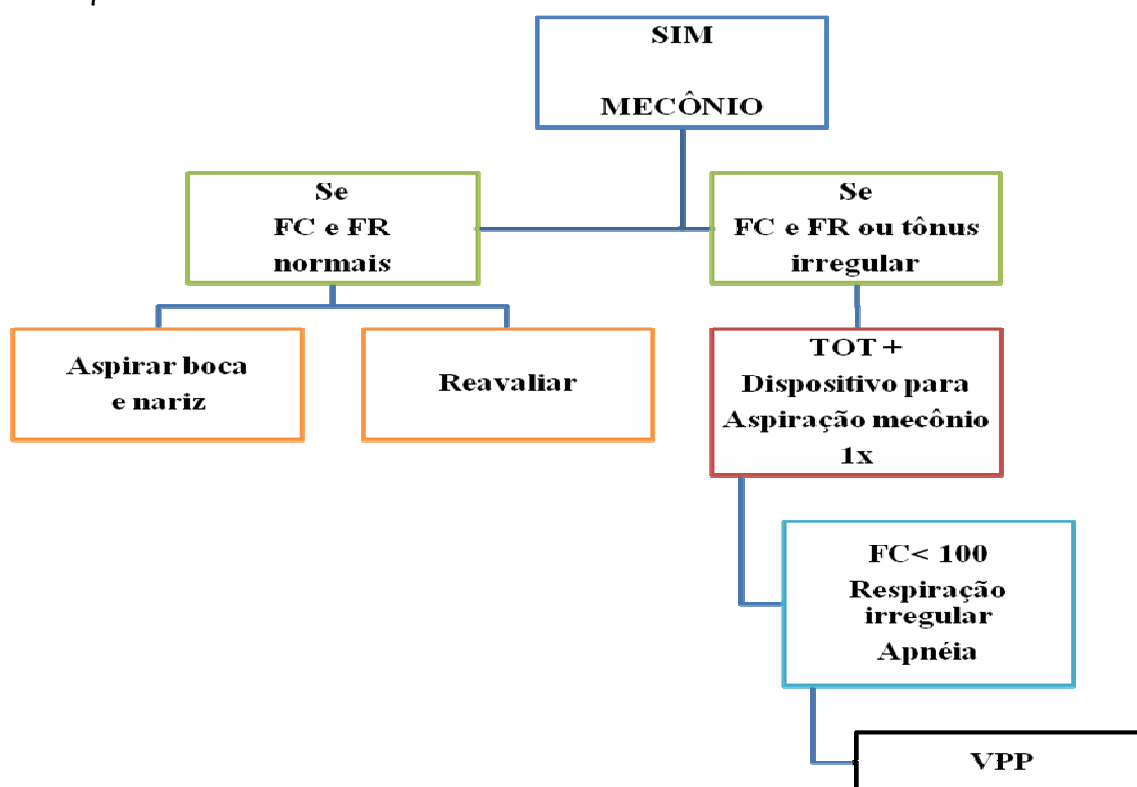 SIM
MECÔNIO
Se
FC e FR
normais
Se
FC e FR ou tônus
irregular
Aspirar boca
e nariz
Reavaliar
TOT +
Dispositivo para
Aspiração mecônio
1x
FC< 100
Respiração
irregular
Apnéia
VPP